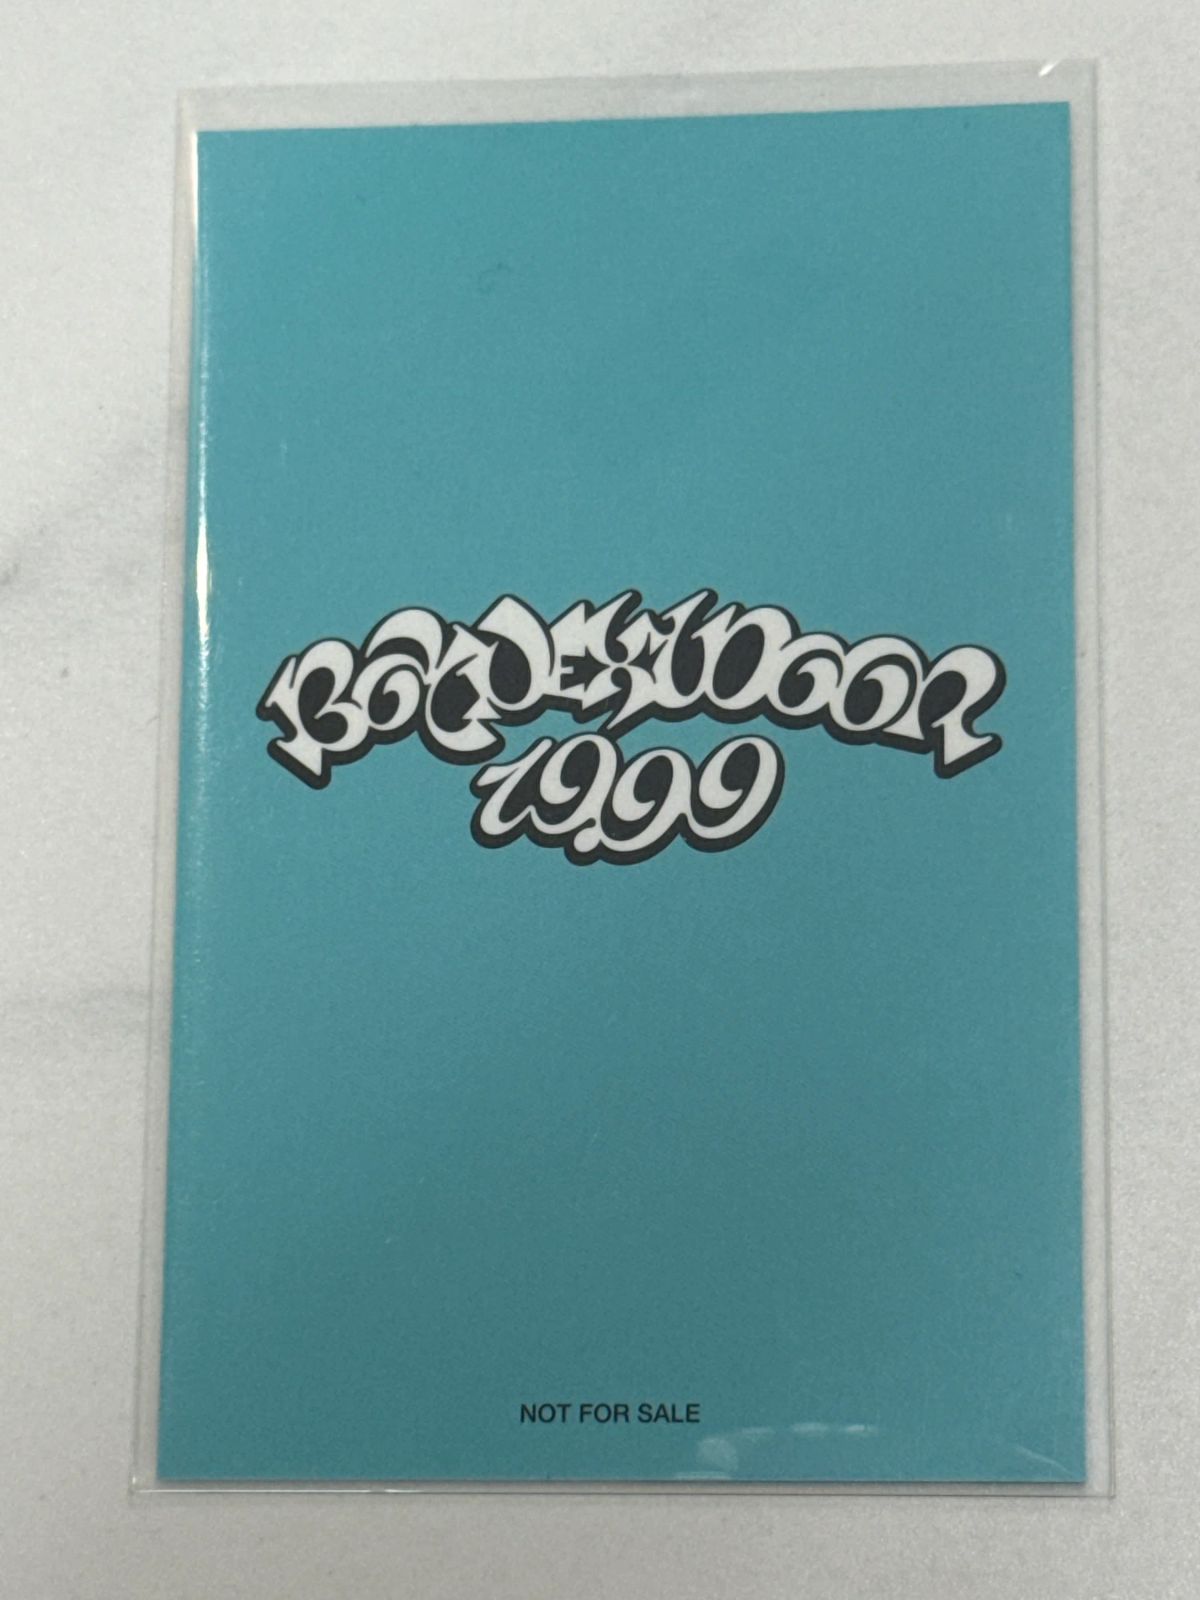 BOYNEXTDOOR
19.99
NOT FOR SALE